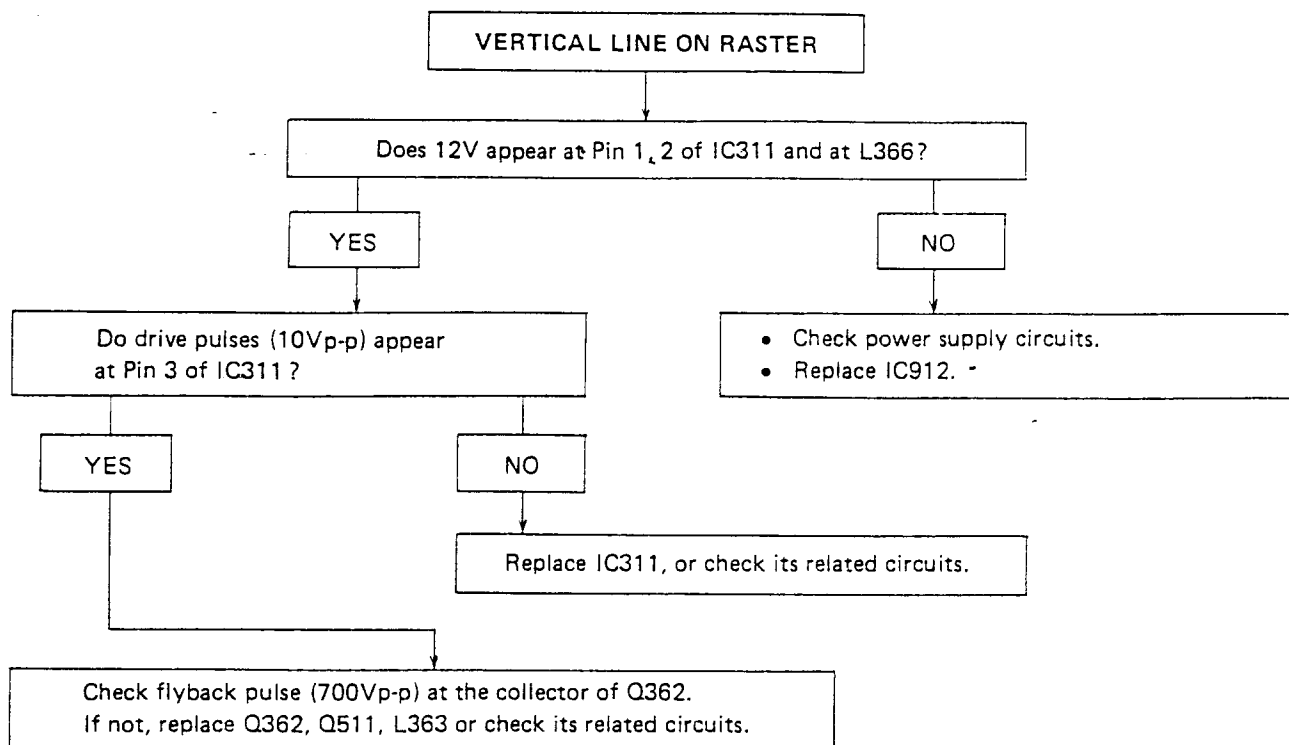 VERTICAL LINE ON RASTER
Does 12V appear at Pin 1, 2 of IC311 and at L366?
YES
NO
Do drive pulses (10Vp-p) appear
at Pin 3 of IC311?
• Check power supply circuits.
• Replace IC912.
YES
NO
Replace IC311, or check its related circuits.
Check flyback pulse (700Vp-p) at the collector of Q362.
If not, replace Q362, Q511, L363 or check its related circuits.